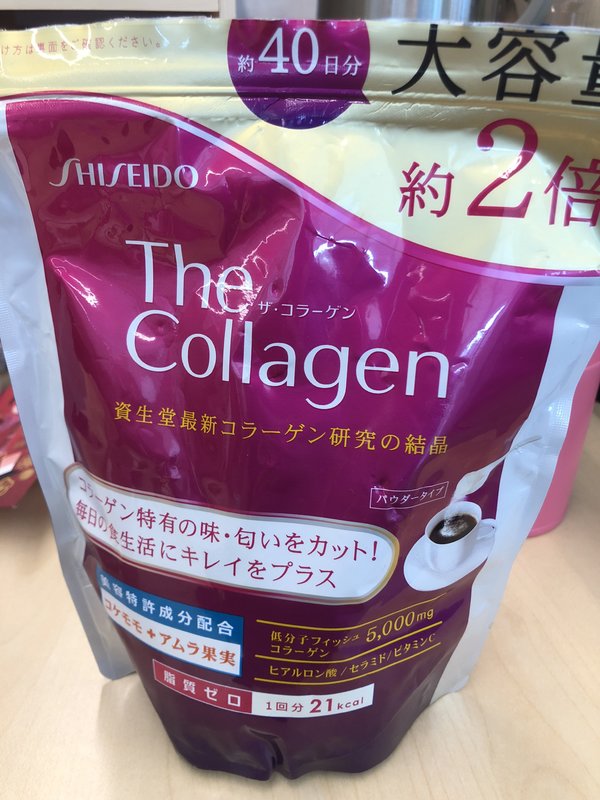 け方は裏面をご確認ください。
約40日分
大容量
約2倍
SHISEIDO
The
ザ・コラーゲン
Collagen
資生堂最新コラーゲン研究の結晶
パウダータイプ
コラーゲン特有の味・匂いをカット!
毎日の食生活にキレイをプラス
美容特許成分配合
コケモモ+アムラ果実
低分子フィッシュ
コラーゲン 5,000mg
ヒアルロン酸/セラミド/ビタミンC
脂質ゼロ 1回分21kcal